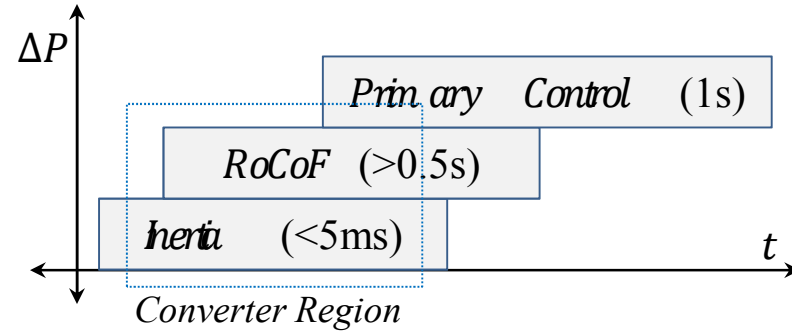 ΔP
Primary Control (1s)
RoCoF (>0.5s)
Inertia (<5ms)
t
Converter Region